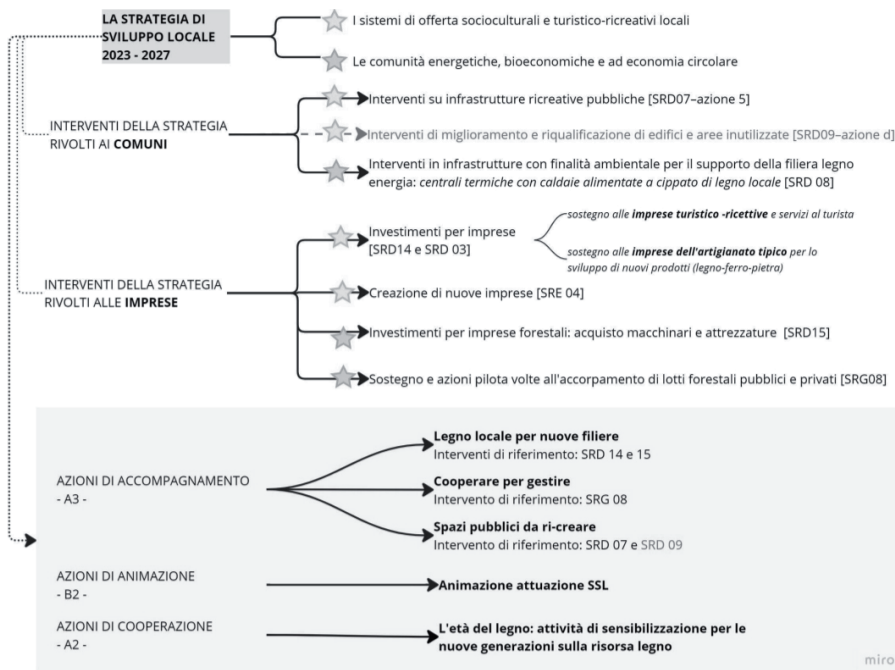 LA STRATEGIA DI
SVILUPPO LOCALE
2023 - 2027
I sistemi di offerta socioculturali e turistico-ricreativi locali
Le comunità energetiche, bioeconomiche e ad economia circolare
INTERVENTI DELLA STRATEGIA
RIVOLTI AI COMUNI
Interventi su infrastrutture ricreative pubbliche [SRD07–azione 5]
Interventi di miglioramento e riqualificazione di edifici e aree inutilizzate [SRD09–azione d]
Interventi in infrastrutture con finalità ambientale per il supporto della filiera legno
energia: centrali termiche con caldaie alimentate a cippato di legno locale [SRD 08]
INTERVENTI DELLA STRATEGIA
RIVOLTI ALLE IMPRESE
Investimenti per imprese
[SRD14 e SRD 03]
sostegno alle imprese turistico -ricettive e servizi al turista
sostegno alle imprese dell'artigianato tipico per lo
sviluppo di nuovi prodotti (legno-ferro-pietra)
Creazione di nuove imprese [SRE 04]
Investimenti per imprese forestali: acquisto macchinari e attrezzature [SRD15]
Sostegno e azioni pilota volte all'accorpamento di lotti forestali pubblici e privati [SRG08]
AZIONI DI ACCOMPAGNAMENTO
- A3 -
Legno locale per nuove filiere
Interventi di riferimento: SRD 14 e 15
Cooperare per gestire
Intervento di riferimento: SRG 08
Spazi pubblici da ri-creare
Intervento di riferimento: SRD 07 e SRD 09
AZIONI DI ANIMAZIONE
- B2 -
Animazione attuazione SSL
AZIONI DI COOPERAZIONE
- A2 -
L'età del legno: attività di sensibilizzazione per le
nuove generazioni sulla risorsa legno
miro